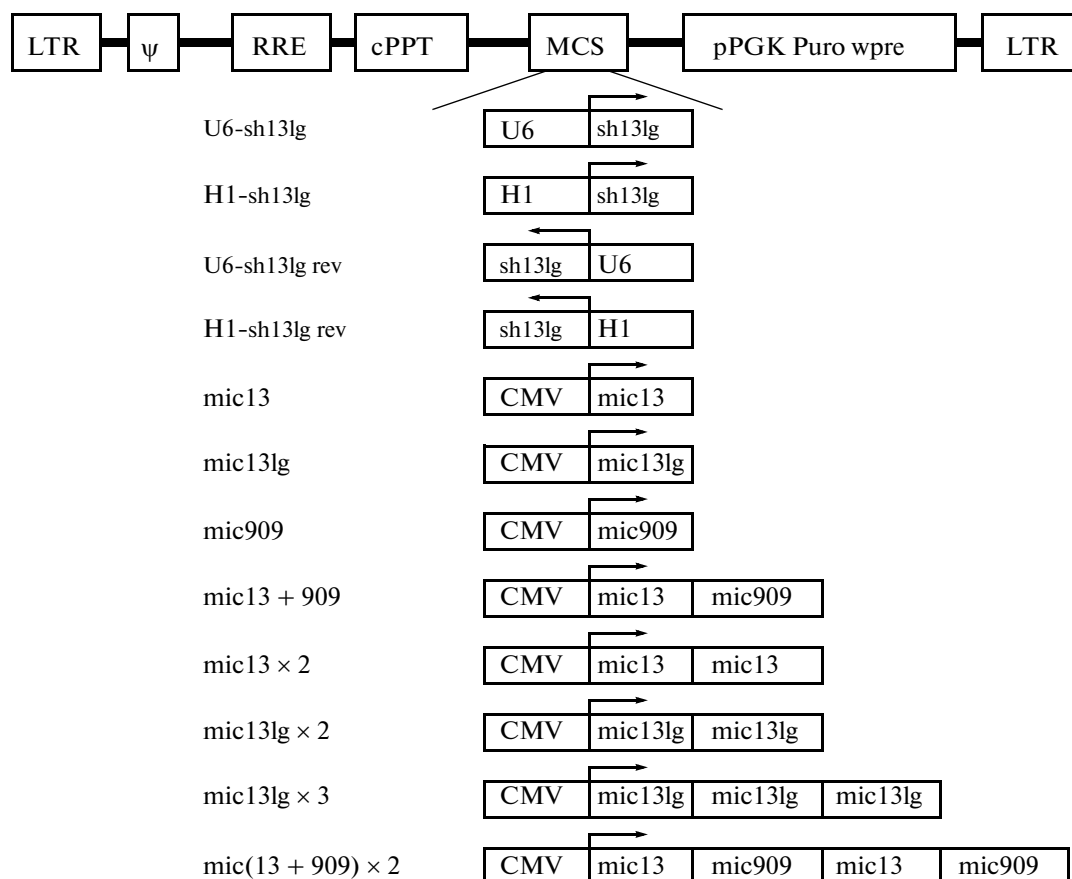 LTR ψ RRE cPPT MCS pPGK Puro wpre LTR
U6-sh13lg U6 sh13lg
H1-sh13lg H1 sh13lg
U6-sh13lg rev sh13lg U6
H1-sh13lg rev sh13lg H1
mic13 CMV mic13
mic13lg CMV mic13lg
mic909 CMV mic909
mic13 + 909 CMV mic13 mic909
mic13 × 2 CMV mic13 mic13
mic13lg × 2 CMV mic13lg mic13lg
mic13lg × 3 CMV mic13lg mic13lg mic13lg
mic(13 + 909) × 2 CMV mic13 mic909 mic13 mic909